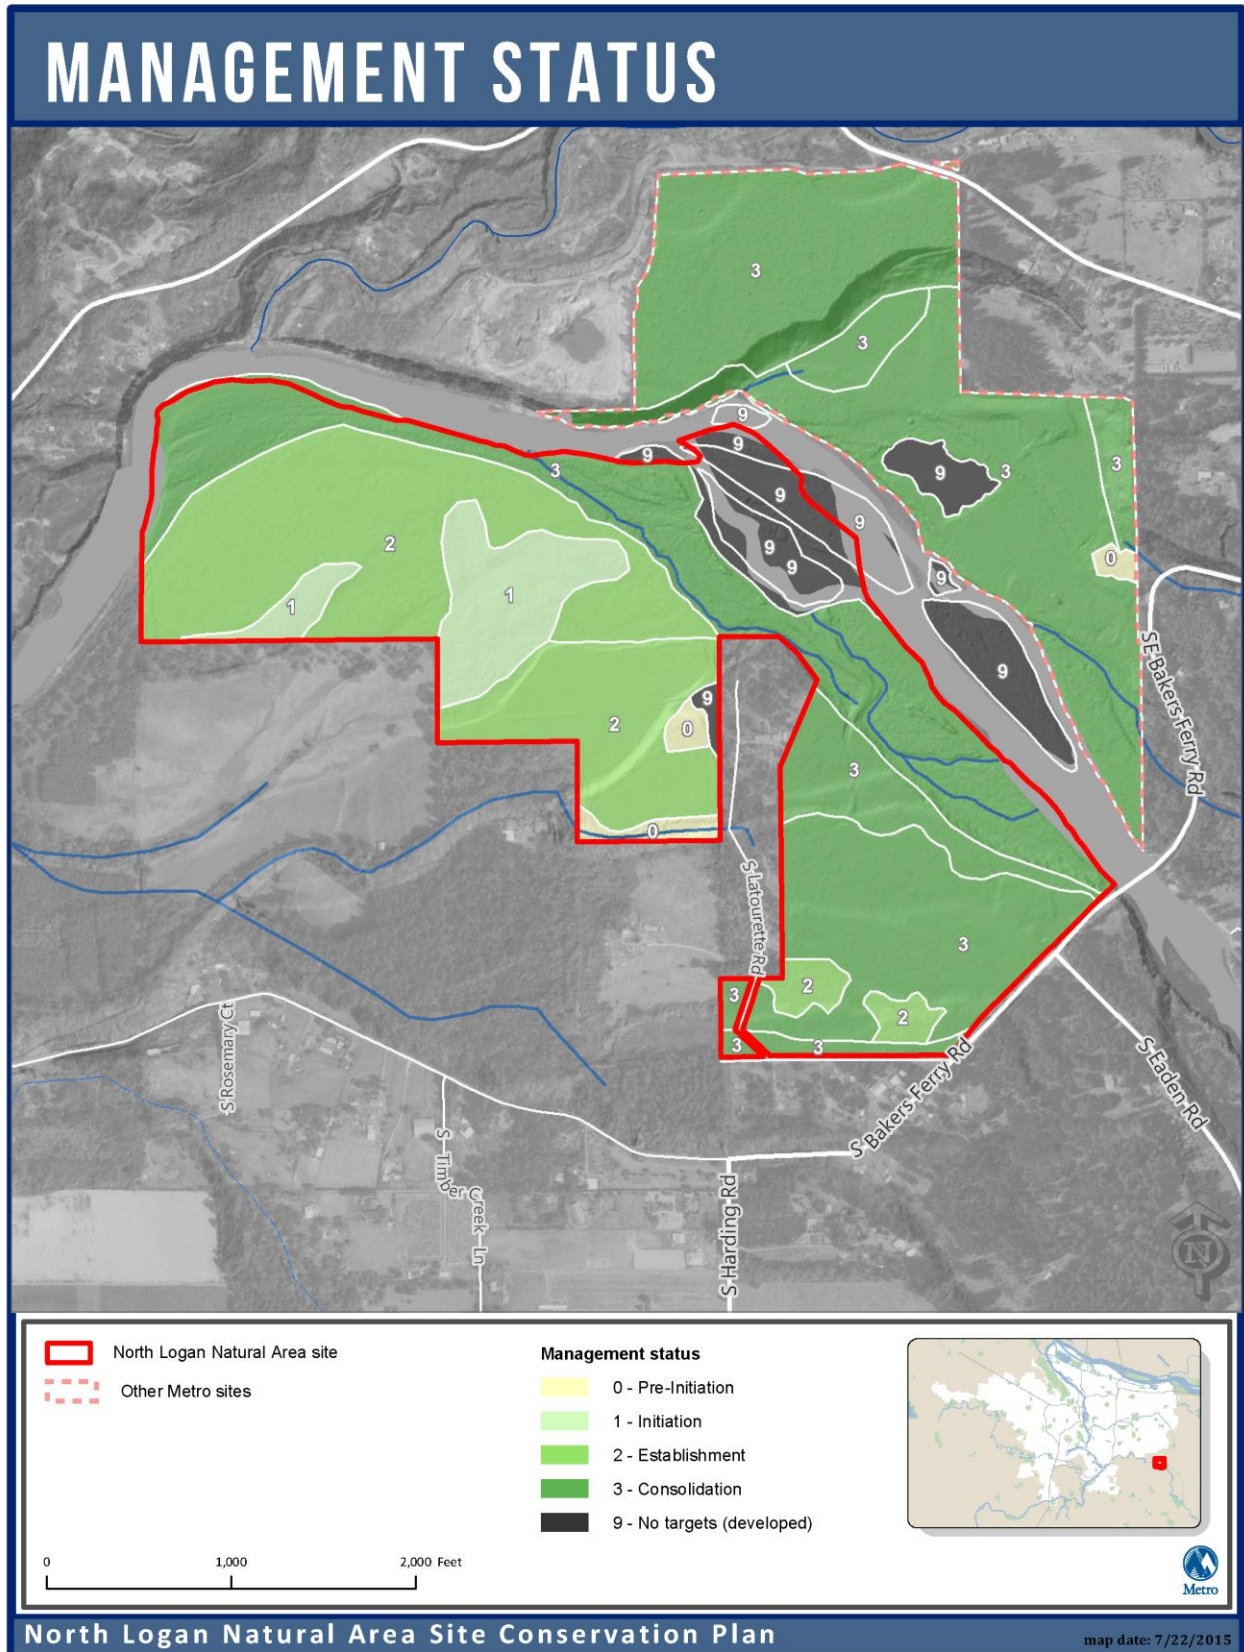 MANAGEMENT STATUS
3
3
9
9
9
3
9
3
3
9
9
2
9
0
9
9
1
1
9
9
2
0
3
0
SE Bakers Ferry Rd
S Latourette Rd
3
2
3
2
3
3
S Rosemary Ct
S Bakers Ferry Rd
S Eaden Rd
S Timber Creek Ln
S Harding Rd
N
North Logan Natural Area site
Other Metro sites
Management status
0 - Pre-Initiation
1 - Initiation
2 - Establishment
3 - Consolidation
9 - No targets (developed)
0 1,000 2,000 Feet
Metro
North Logan Natural Area Site Conservation Plan
map date: 7/22/2015